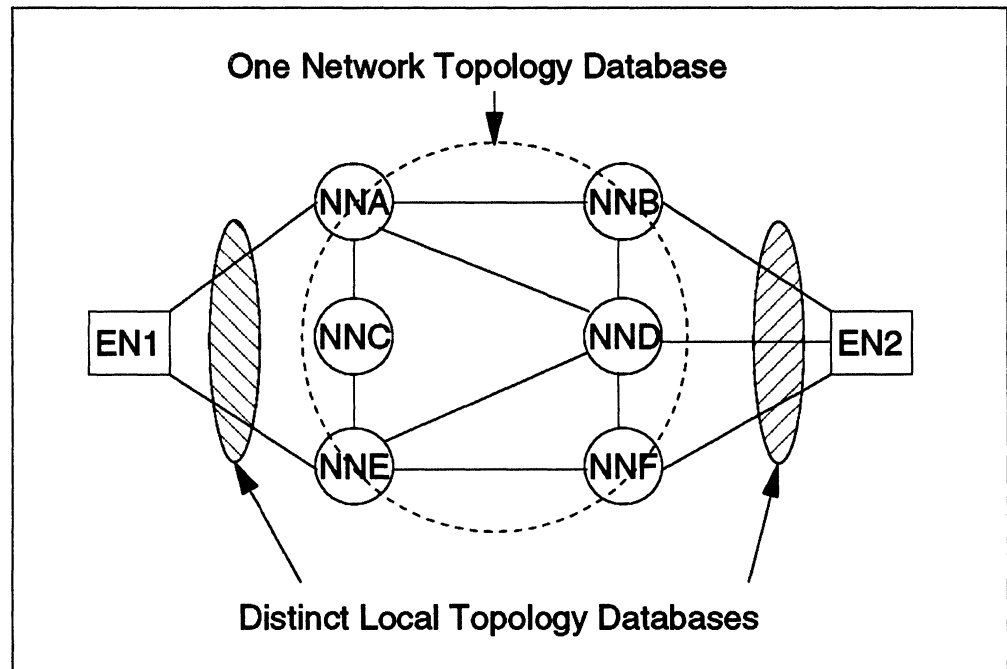 One Network Topology Database
NNA
NNB
EN1
NNC
NND
EN2
NNE
NNF
Distinct Local Topology Databases